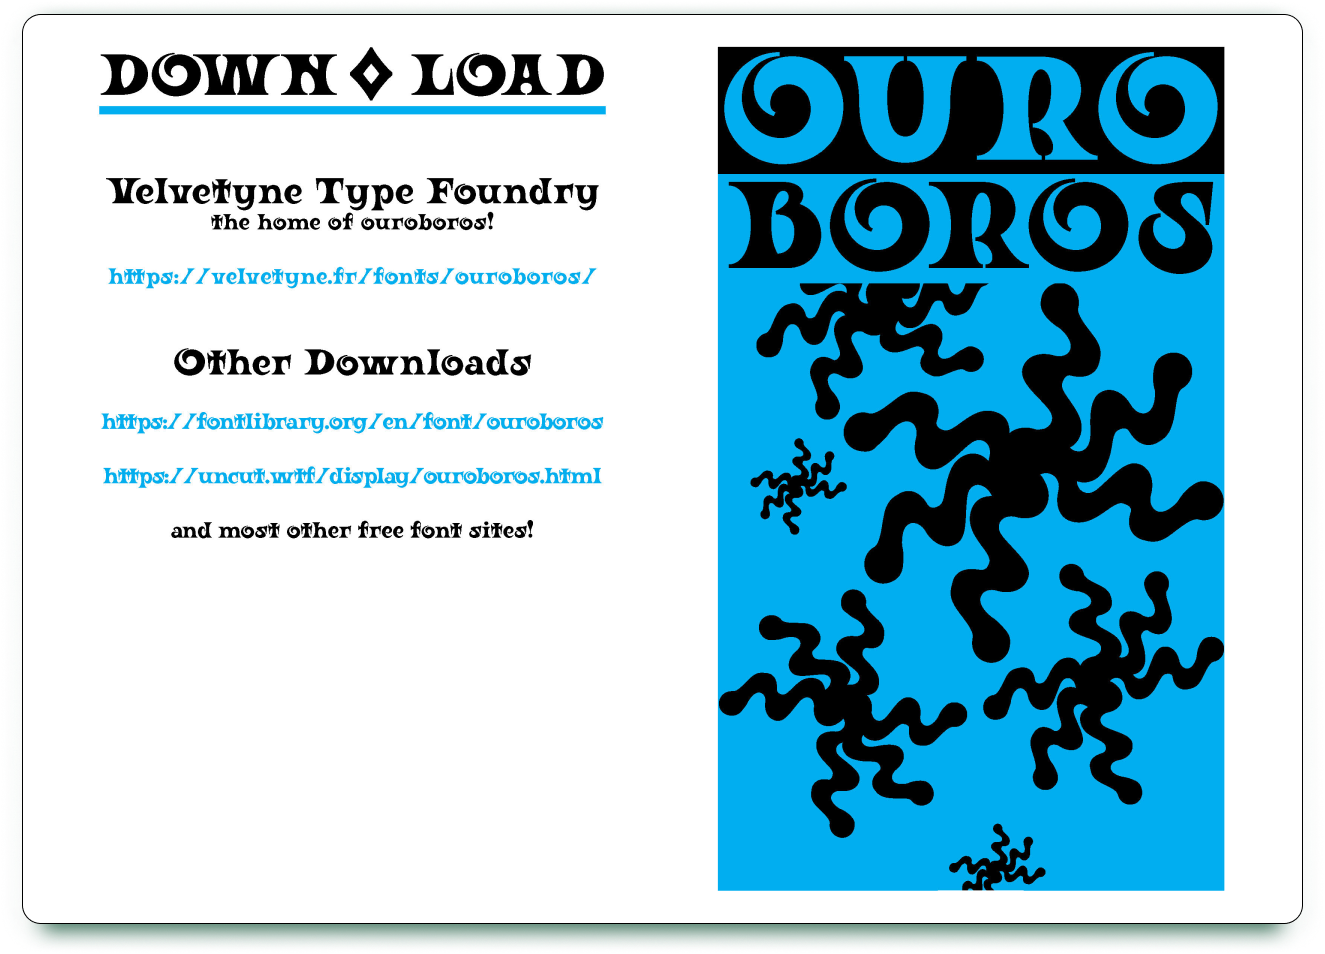 DOWN ◇ LOAD
Velvetyne Type Foundry
the home of ouroboros!
https://velvetyne.fr/fonts/ouroboros/
Other Downloads
https://fontlibrary.org/en/font/ouroboros
https://uncut.wtf/display/ouroboros.html
and most other free font sites!
OURO
BOROS